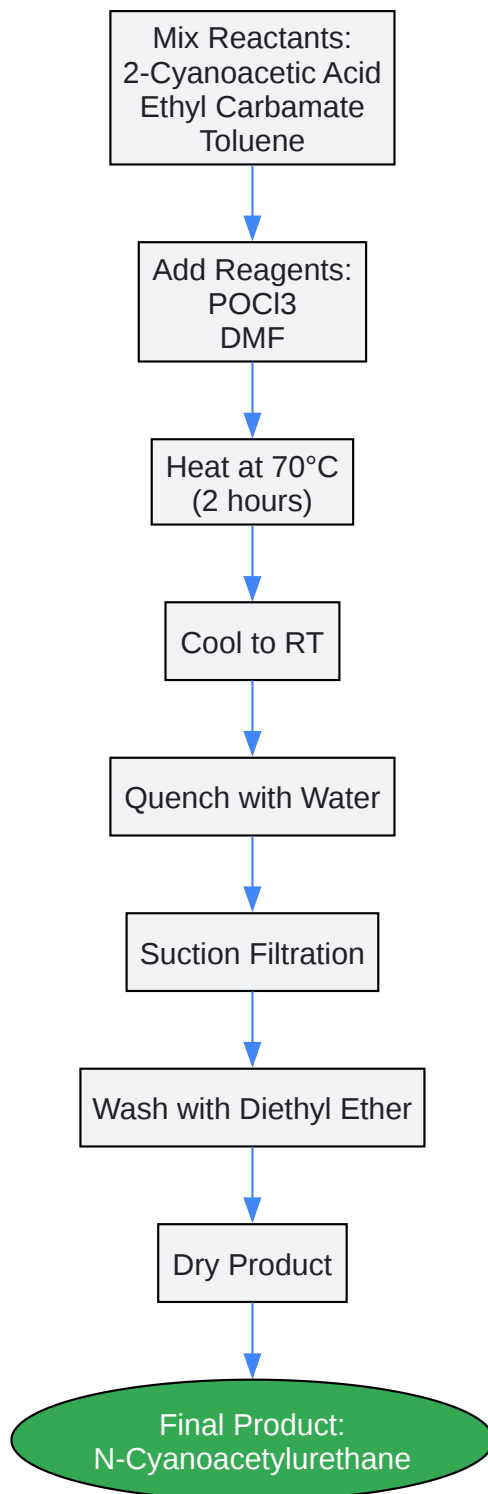 Mix Reactants:
2-Cyanoacetic Acid
Ethyl Carbamate
Toluene
Add Reagents:
POCl3
DMF
Heat at 70°C
(2 hours)
Cool to RT
Quench with Water
Suction Filtration
Wash with Diethyl Ether
Dry Product
Final Product:
N-Cyanoacetylurethane